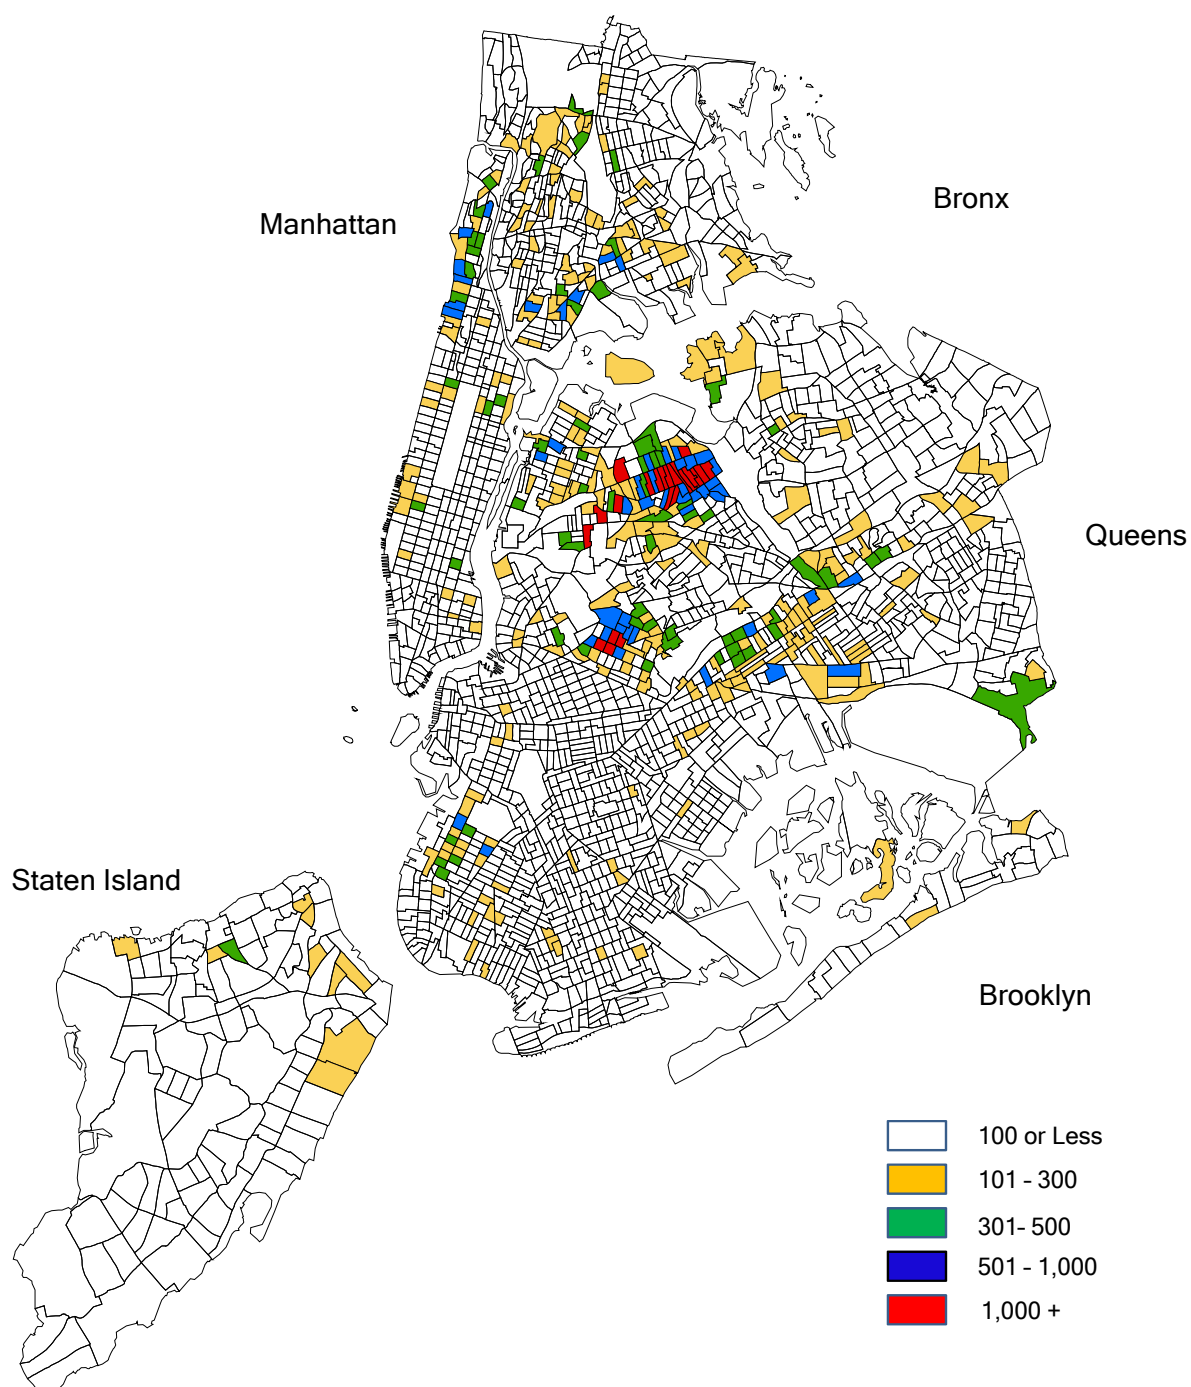 Bronx
Manhattan
Queens
Staten Island
Brooklyn
100 or Less
101 - 300
301- 500
501 - 1,000
1,000 +